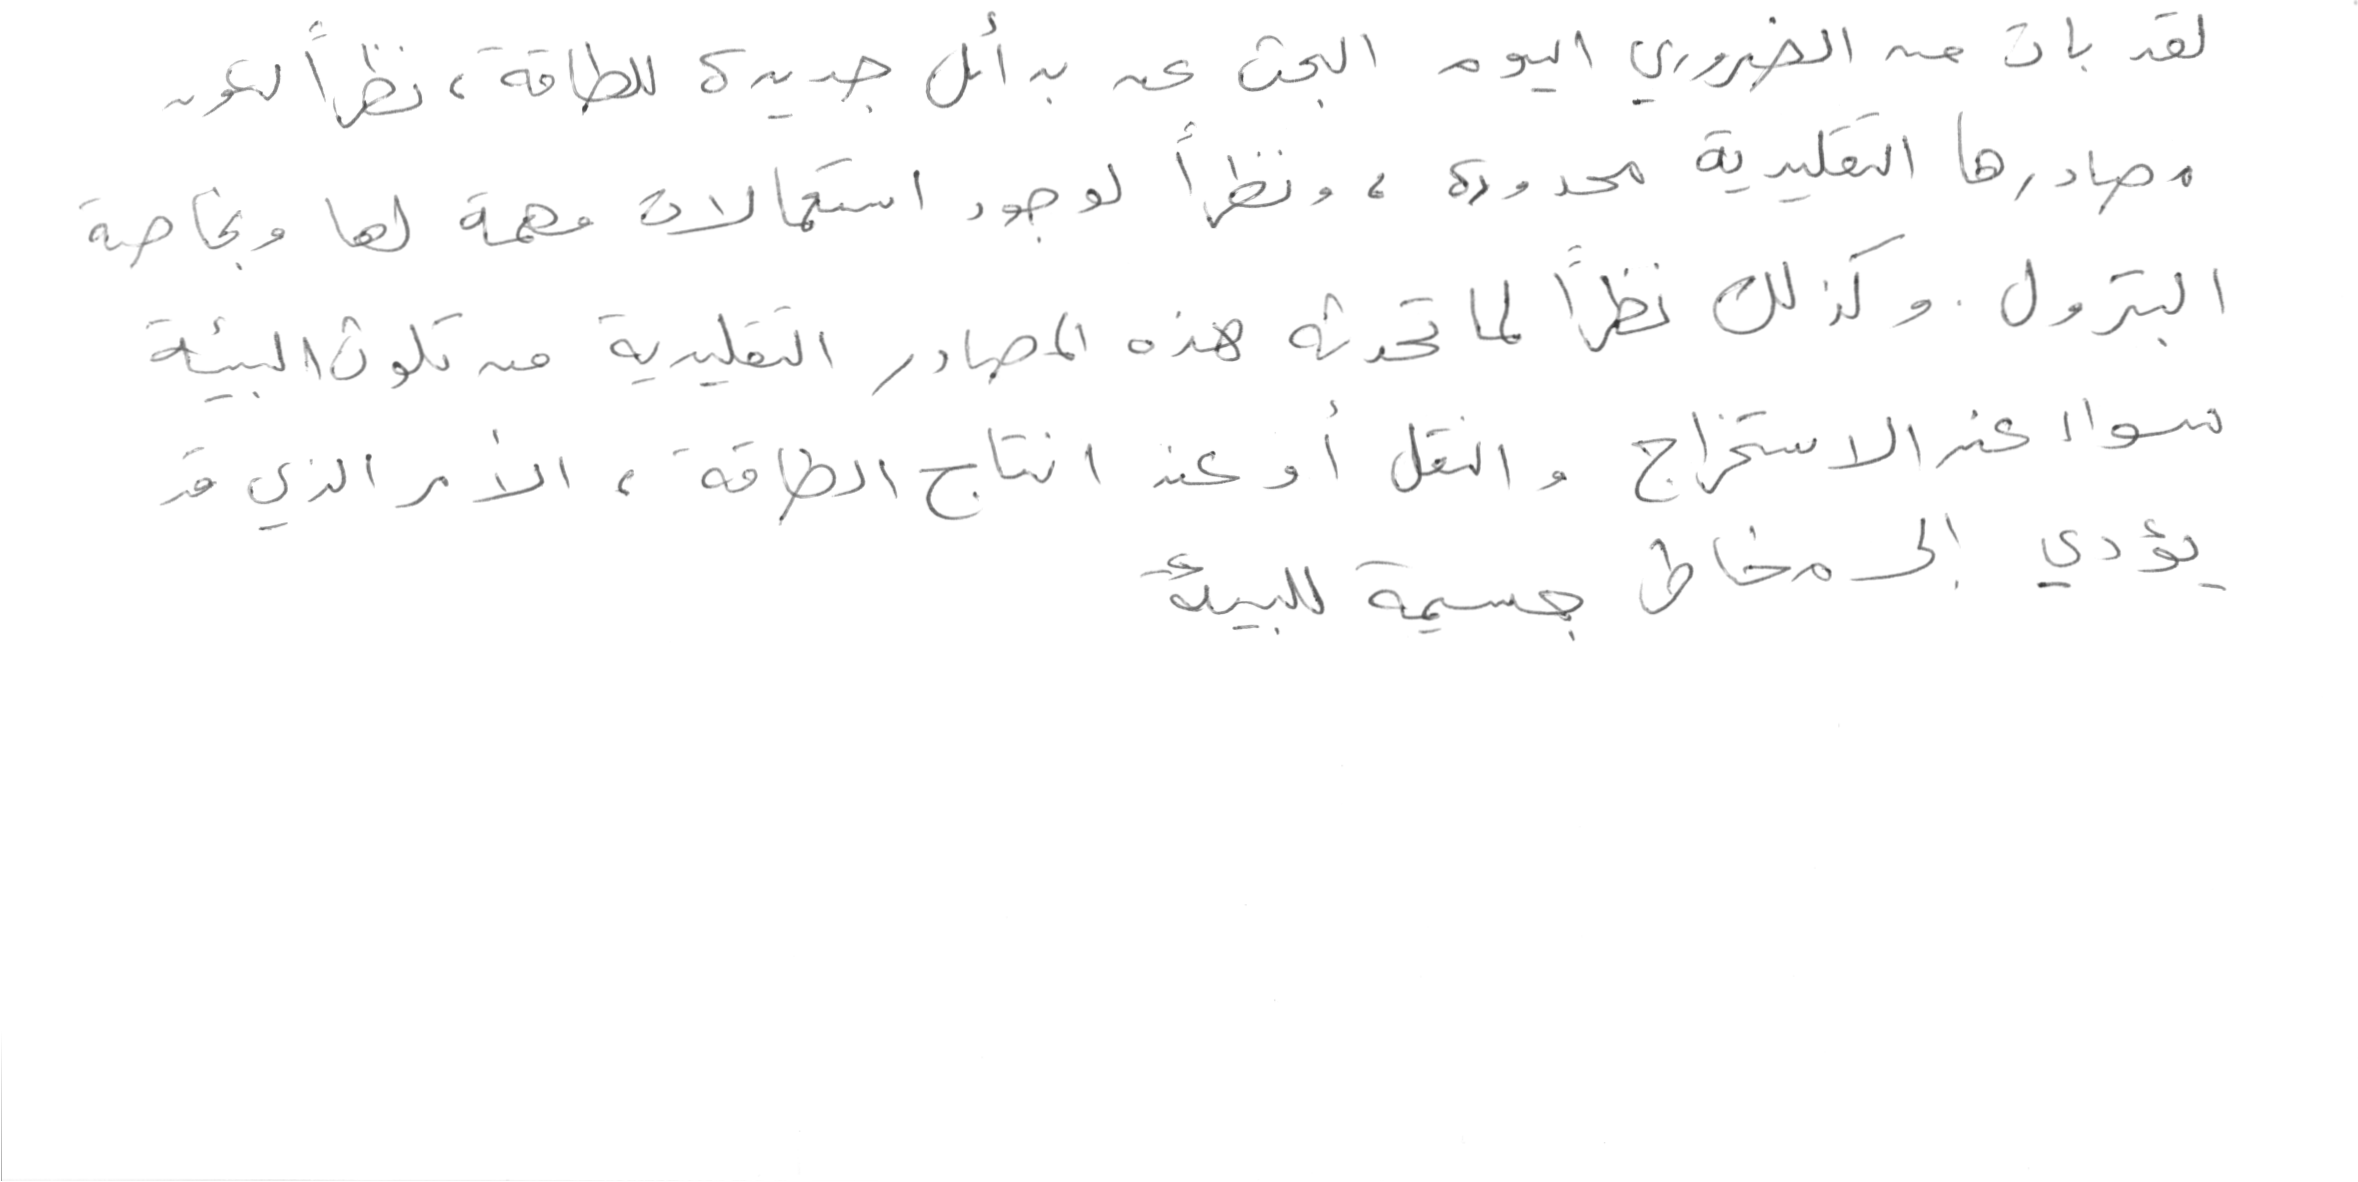 لقد بات من الضروري اليوم البحث عن بدأئل جديدة للطاقة، نظراً لكون
مصادرها التقليدية محدودة، ونظراً لوجود استعمالات مهمة لها وبخاصة
البترول. وكذلك نظراً لما تحدثه هذه المصادر التقليدية من تلوث البيئة
سواء عند الاستخراج والنقل أو عند انتاج الطاقة، الأمر الذي قد
يؤدي إلى مخاطر جسيمة للبيئة